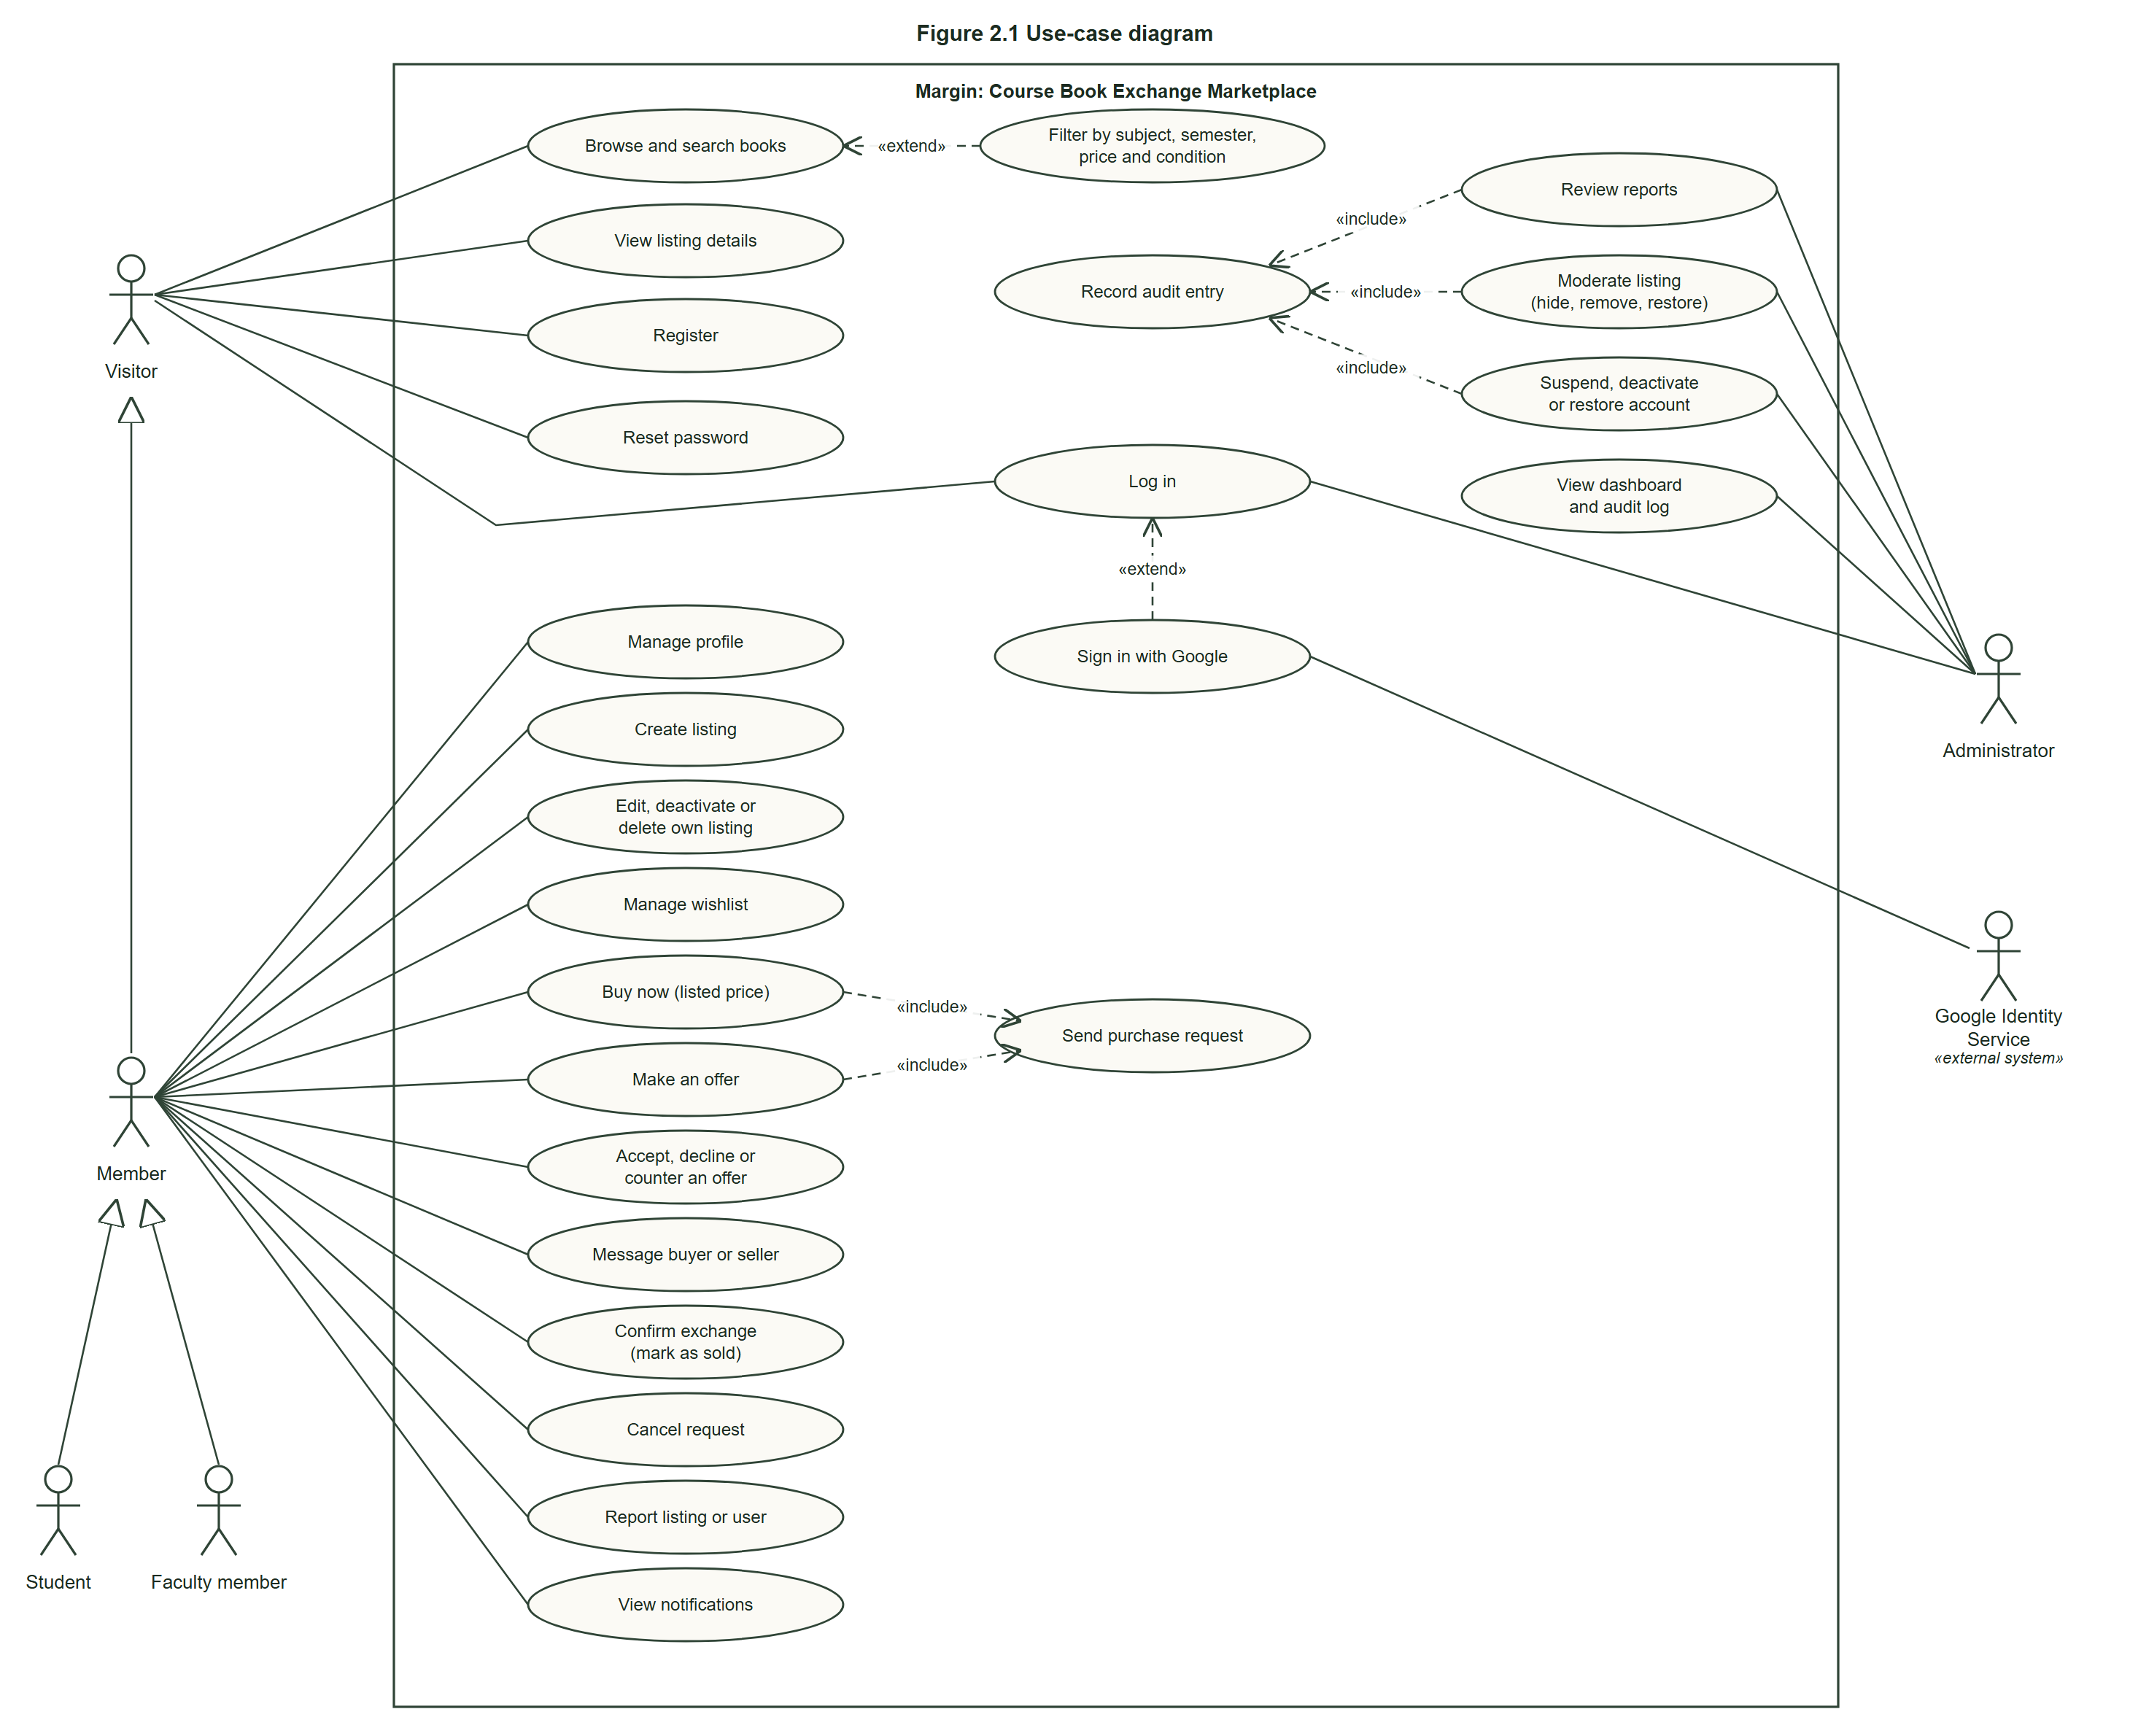 Figure 2.1 Use-case diagram
Margin: Course Book Exchange Marketplace
Browse and search books
«extend»
Filter by subject, semester,
price and condition
Review reports
«include»
View listing details
Record audit entry
«include»
Moderate listing
(hide, remove, restore)
Register
Visitor
«include»
Suspend, deactivate
or restore account
Reset password
Log in
View dashboard
and audit log
«extend»
Manage profile
Sign in with Google
Create listing
Administrator
Edit, deactivate or
delete own listing
Manage wishlist
Buy now (listed price)
«include»
Send purchase request
Google Identity
Service
«external system»
Make an offer
«include»
Member
Accept, decline or
counter an offer
Message buyer or seller
Confirm exchange
(mark as sold)
Cancel request
Report listing or user
Student
Faculty member
View notifications